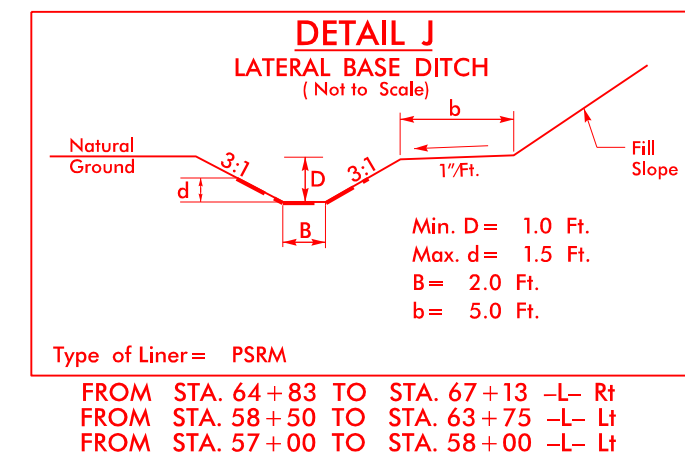 DETAIL J
LATERAL BASE DITCH
( Not to Scale)
b
Natural
Ground
3:1
D
3:1
1"/Ft.
Fill
Slope
d
B
Min. D = 1.0 Ft.
Max. d = 1.5 Ft.
B = 2.0 Ft.
b = 5.0 Ft.
Type of Liner = PSRM
FROM STA. 64+83 TO STA. 67+13 -L- Rt
FROM STA. 58+50 TO STA. 63+75 -L- Lt
FROM STA. 57+00 TO STA. 58+00 -L- Lt